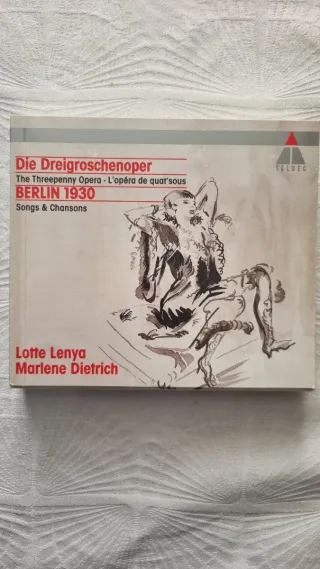 Die Dreigroschenoper
The Threepenny Opera - L'opéra de quat'sous
BERLIN 1930
Songs & Chansons
TELDEC
Lotte Lenya
Marlene Dietrich